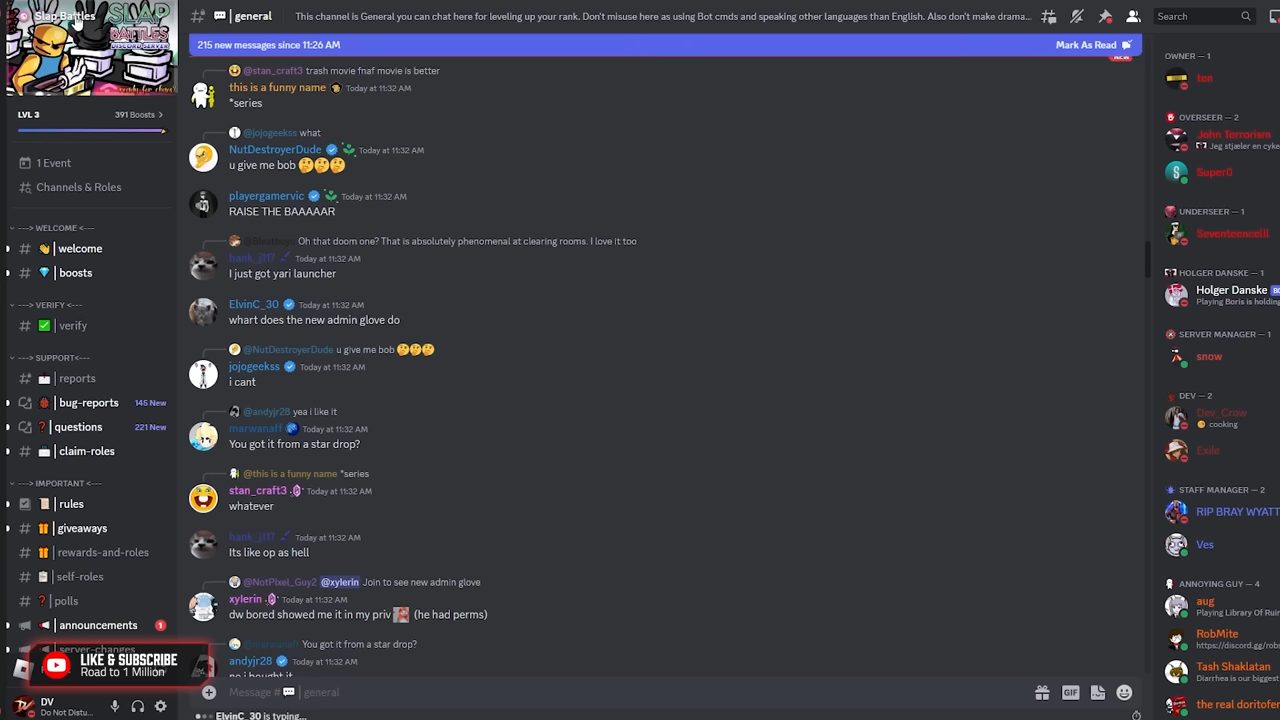 Slap Battles
SLAP
BATTLES
DISCORD SERVER
LVL 3
391 Boosts >
1 Event
Channels & Roles
---> WELCOME <---
welcome
boosts
---> VERIFY <---
verify
---> SUPPORT<---
reports
bug-reports 145 New
questions 221 New
claim-roles
---> IMPORTANT <---
rules
giveaways
rewards-and-roles
self-roles
polls
announcements 1
server-changes
LIKE & SUBSCRIBE
Road to 1 Million
DV
Do Not Distu...
| general
This channel is General you can chat here for leveling up your rank. Don't misuse here as using Bot cmds and speaking other languages than English. Also don't make drama...
Search
215 new messages since 11:26 AM
Mark As Read
NEW
@stan_craft3 trash movie fnaf movie is better
this is a funny name Today at 11:32 AM
*series
@jojogeekss what
NutDestroyerDude Today at 11:32 AM
u give me bob 🤔🤔🤔
playergamervic Today at 11:32 AM
RAISE THE BAAAAAR
Oh that doom one? That is absolutely phenomenal at clearing rooms. I love it too
hank_j1f7 Today at 11:32 AM
I just got yari launcher
ElvinC_30 Today at 11:32 AM
whart does the new admin glove do
@NutDestroyerDude u give me bob 🤔🤔🤔
jojogeekss Today at 11:32 AM
i cant
@andyjr28 yea i like it
marwanaff Today at 11:32 AM
You got it from a star drop?
@this is a funny name *series
stan_craft3 Today at 11:32 AM
whatever
hank_j1f7 Today at 11:32 AM
Its like op as hell
@NotPixel_Guy2 @xylerin Join to see new admin glove
xylerin Today at 11:32 AM
dw bored showed me it in my priv (he had perms)
@marwanaff You got it from a star drop?
andyjr28 Today at 11:32 AM
no i bought it
Message # | general
GIF
ElvinC_30 is typing...
OWNER — 1
ten
OVERSEER — 2
John Terrorism
Jeg stjæler en cyke
Super0
UNDERSEER — 1
HOLGER DANSKE — 1
Holger Danske BO
Playing Boris is holding
SERVER MANAGER — 1
snow
DEV — 2
Dev_Crow
cooking
Exile
STAFF MANAGER — 2
RIP BRAY WYATT
Ves
ANNOYING GUY — 4
aug
Playing Library Of Ruin
RobMite
https://discord.gg/rob
Tash Shaklatan
Diarrhea is our biggest
the real doritofer